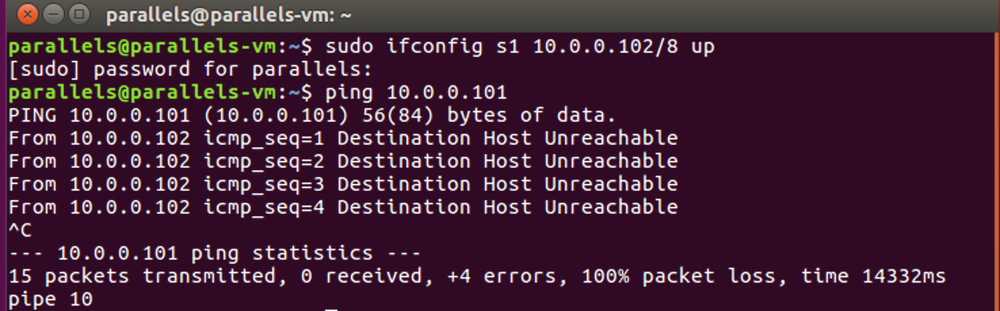 parallels@parallels-vm: ~
parallels@parallels-vm:~$ sudo ifconfig s1 10.0.0.102/8 up
[sudo] password for parallels:
parallels@parallels-vm:~$ ping 10.0.0.101
PING 10.0.0.101 (10.0.0.101) 56(84) bytes of data.
From 10.0.0.102 icmp_seq=1 Destination Host Unreachable
From 10.0.0.102 icmp_seq=2 Destination Host Unreachable
From 10.0.0.102 icmp_seq=3 Destination Host Unreachable
From 10.0.0.102 icmp_seq=4 Destination Host Unreachable
^C
--- 10.0.0.101 ping statistics ---
15 packets transmitted, 0 received, +4 errors, 100% packet loss, time 14332ms
pipe 10